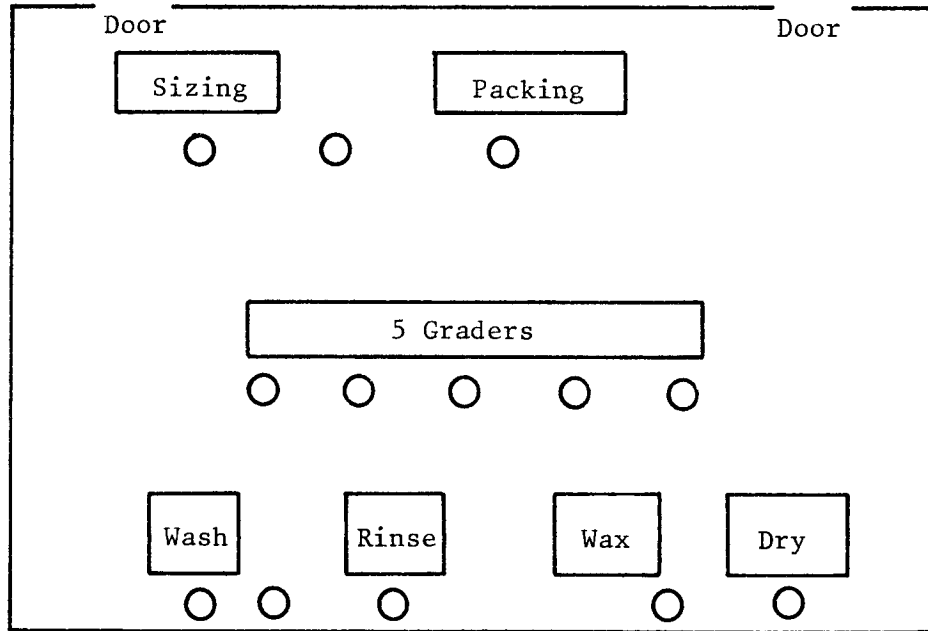 Door
Door
Sizing
Packing
5 Graders
Wash
Rinse
Wax
Dry